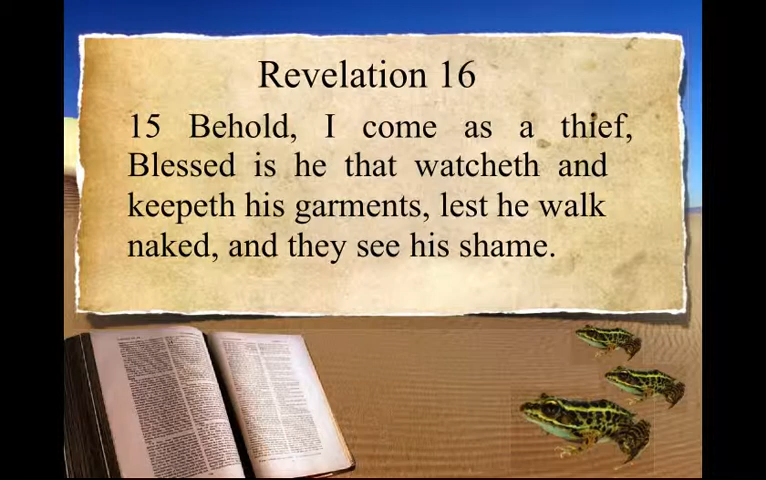 Revelation 16
15 Behold, I come as a thief,
Blessed is he that watcheth and
keepeth his garments, lest he walk
naked, and they see his shame.